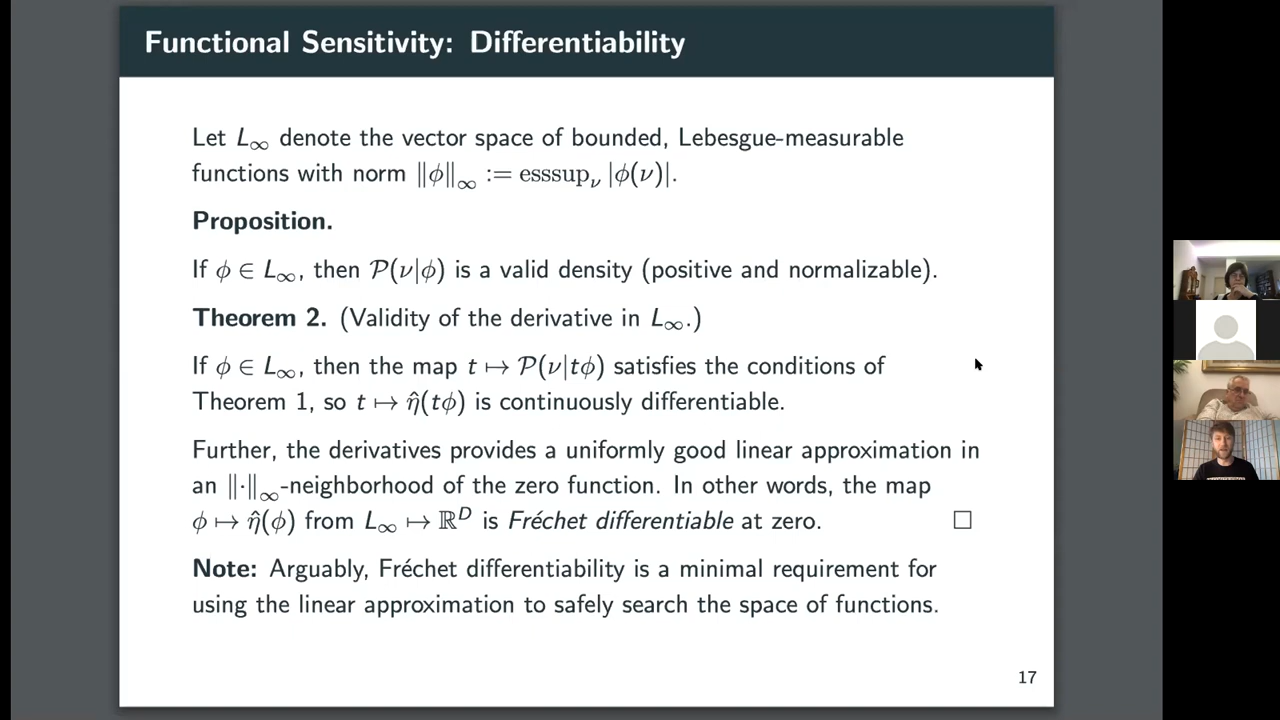 Functional Sensitivity: Differentiability
Let L∞ denote the vector space of bounded, Lebesgue-measurable
functions with norm ‖ϕ‖∞ := esssupν |ϕ(ν)|.
Proposition.
If ϕ ∈ L∞, then P(ν|ϕ) is a valid density (positive and normalizable).
Theorem 2. (Validity of the derivative in L∞.)
If ϕ ∈ L∞, then the map t ↦ P(ν|tϕ) satisfies the conditions of
Theorem 1, so t ↦ η̂(tϕ) is continuously differentiable.
Further, the derivatives provides a uniformly good linear approximation in
an ‖·‖∞-neighborhood of the zero function. In other words, the map
ϕ ↦ η̂(ϕ) from L∞ ↦ ℝᴰ is Fréchet differentiable at zero. □
Note: Arguably, Fréchet differentiability is a minimal requirement for
using the linear approximation to safely search the space of functions.
17